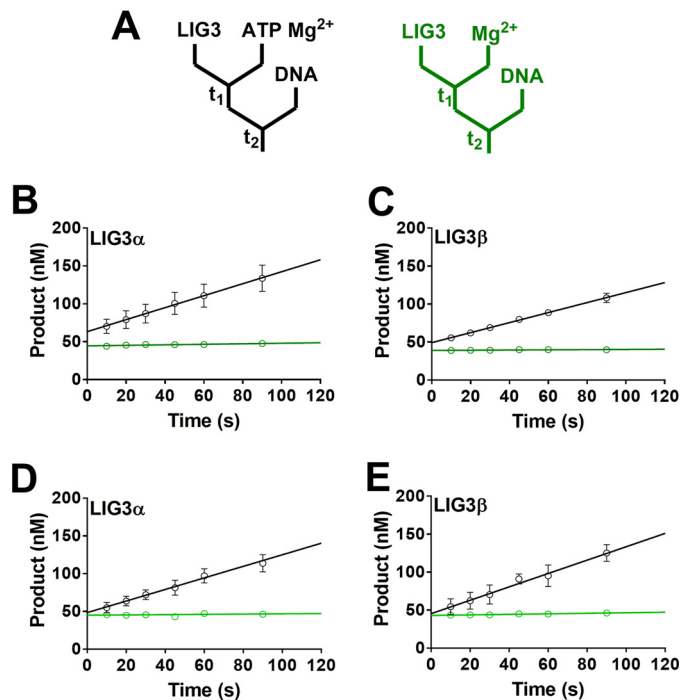 A
LIG3 ATP Mg2+
DNA
t1
t2
LIG3 Mg2+
DNA
t1
t2
B
LIG3α
Product (nM)
200
150
100
50
0
0 20 40 60 80 100 120
Time (s)
C
LIG3β
Product (nM)
200
150
100
50
0
0 20 40 60 80 100 120
Time (s)
D
LIG3α
Product (nM)
200
150
100
50
0
0 20 40 60 80 100 120
Time (s)
E
LIG3β
Product (nM)
200
150
100
50
0
0 20 40 60 80 100 120
Time (s)